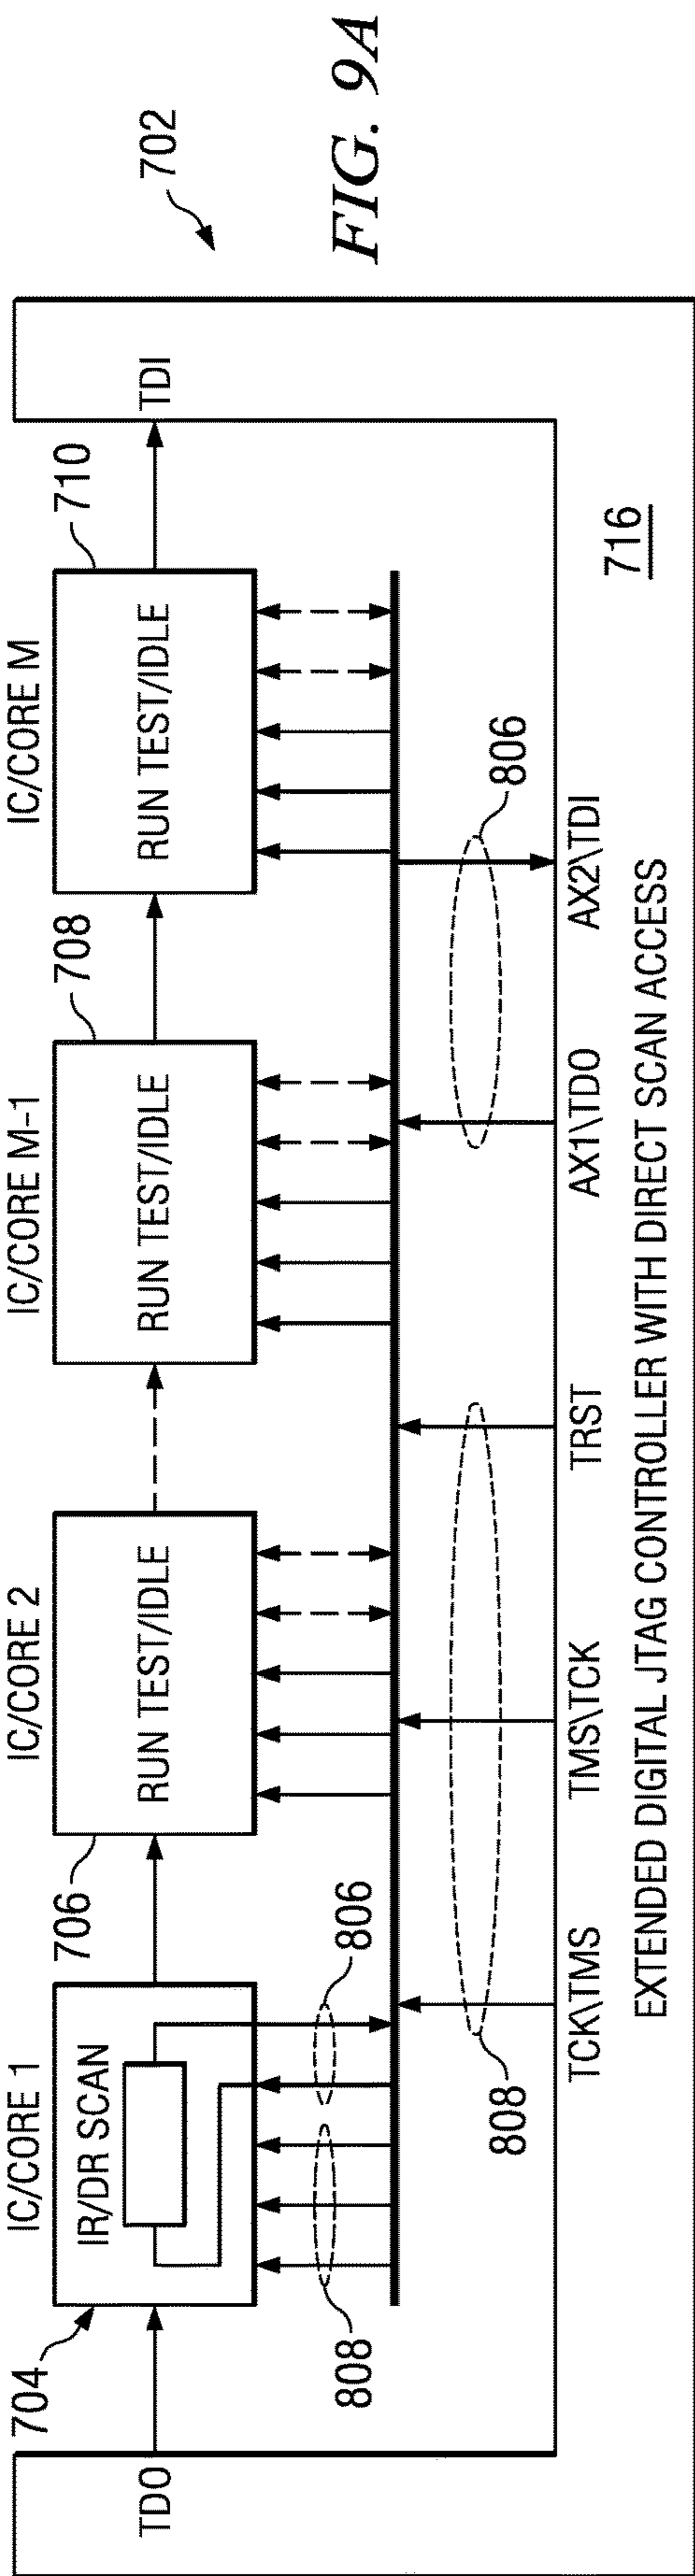 IC/CORE 1
IC/CORE 2
IC/CORE M-1
IC/CORE M
704
706
708
710
702
IR/DR SCAN
RUN TEST/IDLE
RUN TEST/IDLE
RUN TEST/IDLE
TDO
TDI
808
806
808
806
TCK\TMS
TMS\TCK
TRST
AX1\TDO
AX2\TDI
716
EXTENDED DIGITAL JTAG CONTROLLER WITH DIRECT SCAN ACCESS
FIG. 9A